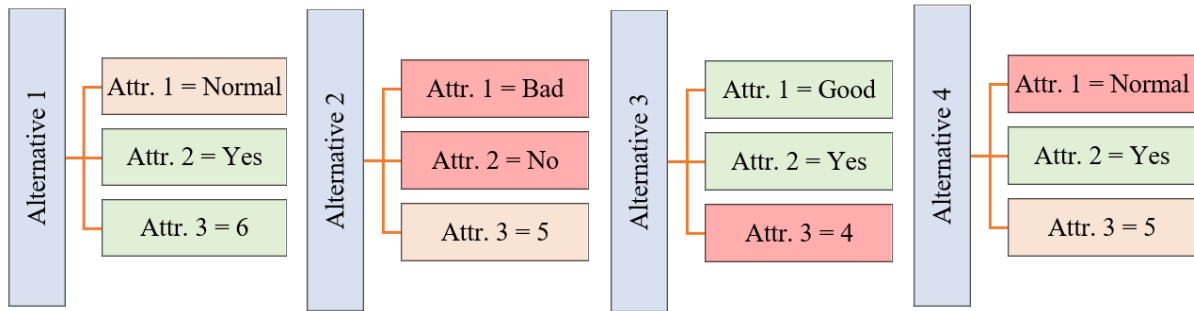 Alternative 1
Attr. 1 = Normal
Attr. 2 = Yes
Attr. 3 = 6
Alternative 2
Attr. 1 = Bad
Attr. 2 = No
Attr. 3 = 5
Alternative 3
Attr. 1 = Good
Attr. 2 = Yes
Attr. 3 = 4
Alternative 4
Attr. 1 = Normal
Attr. 2 = Yes
Attr. 3 = 5